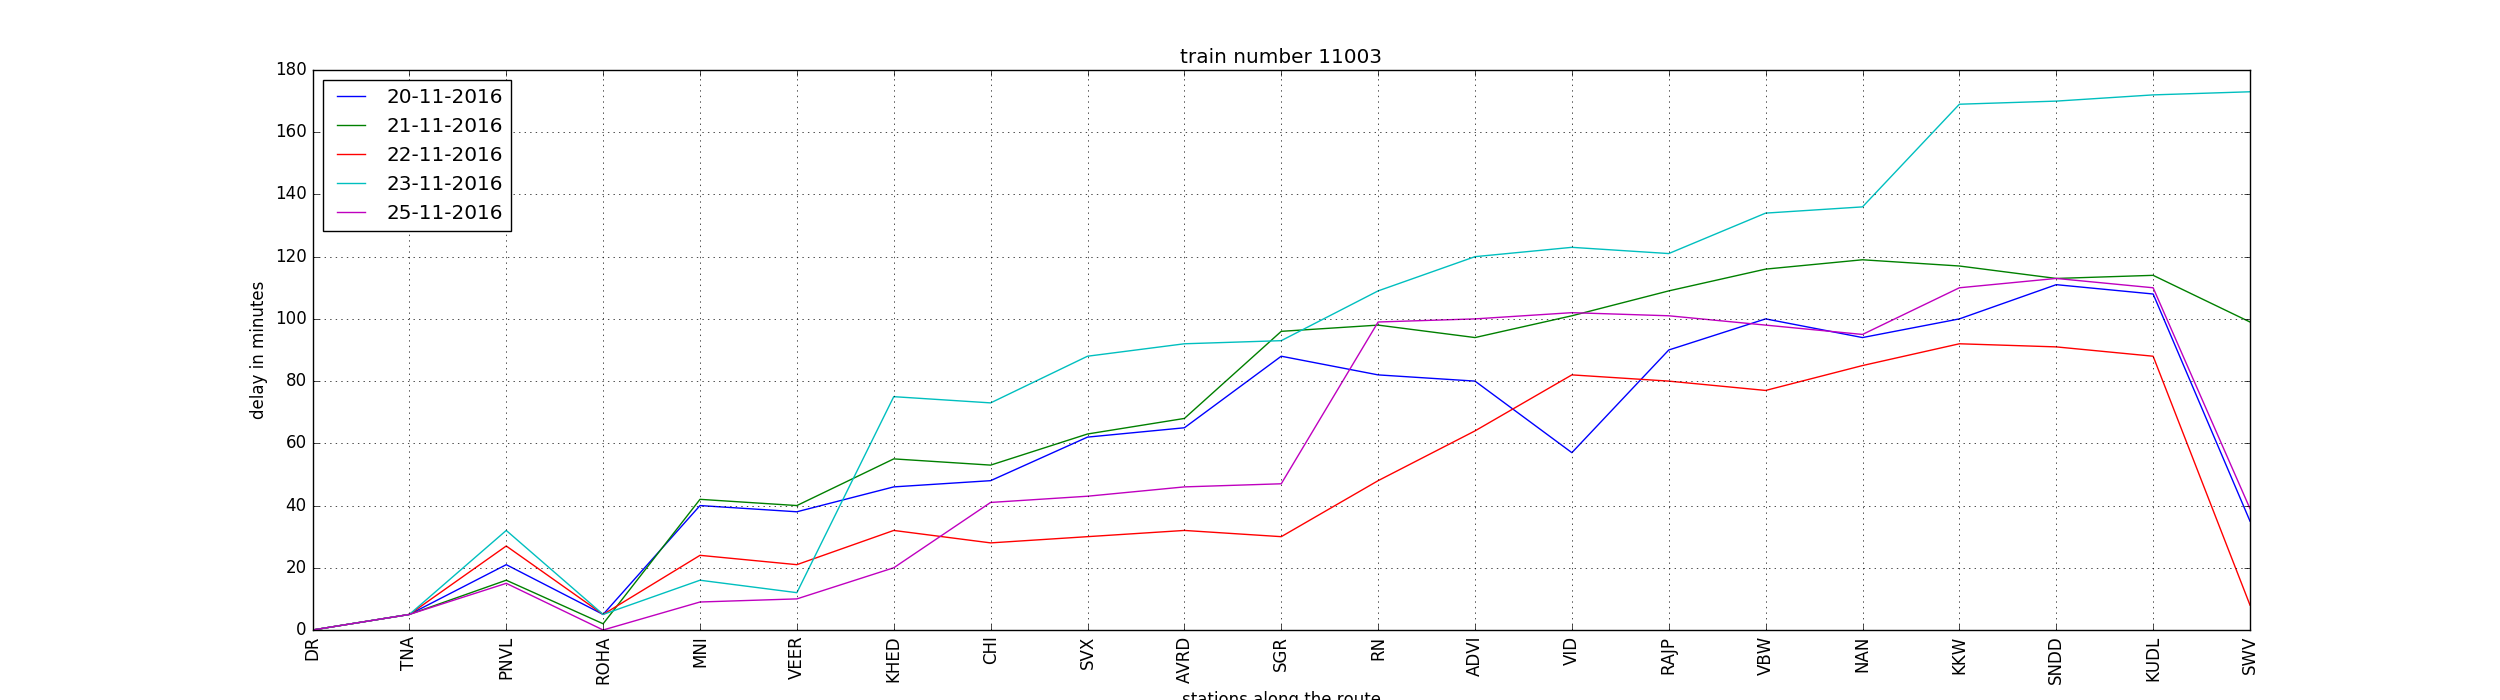 train number 11003
180
160
140
120
100
80
60
40
20
0
delay in minutes
20-11-2016
21-11-2016
22-11-2016
23-11-2016
25-11-2016
DR
TNA
PNVL
ROHA
MNI
VEER
KHED
CHI
SVX
AVRD
SGR
RN
ADVI
VID
RAJP
VBW
NAN
KKW
SNDD
KUDL
SWV
stations along the route